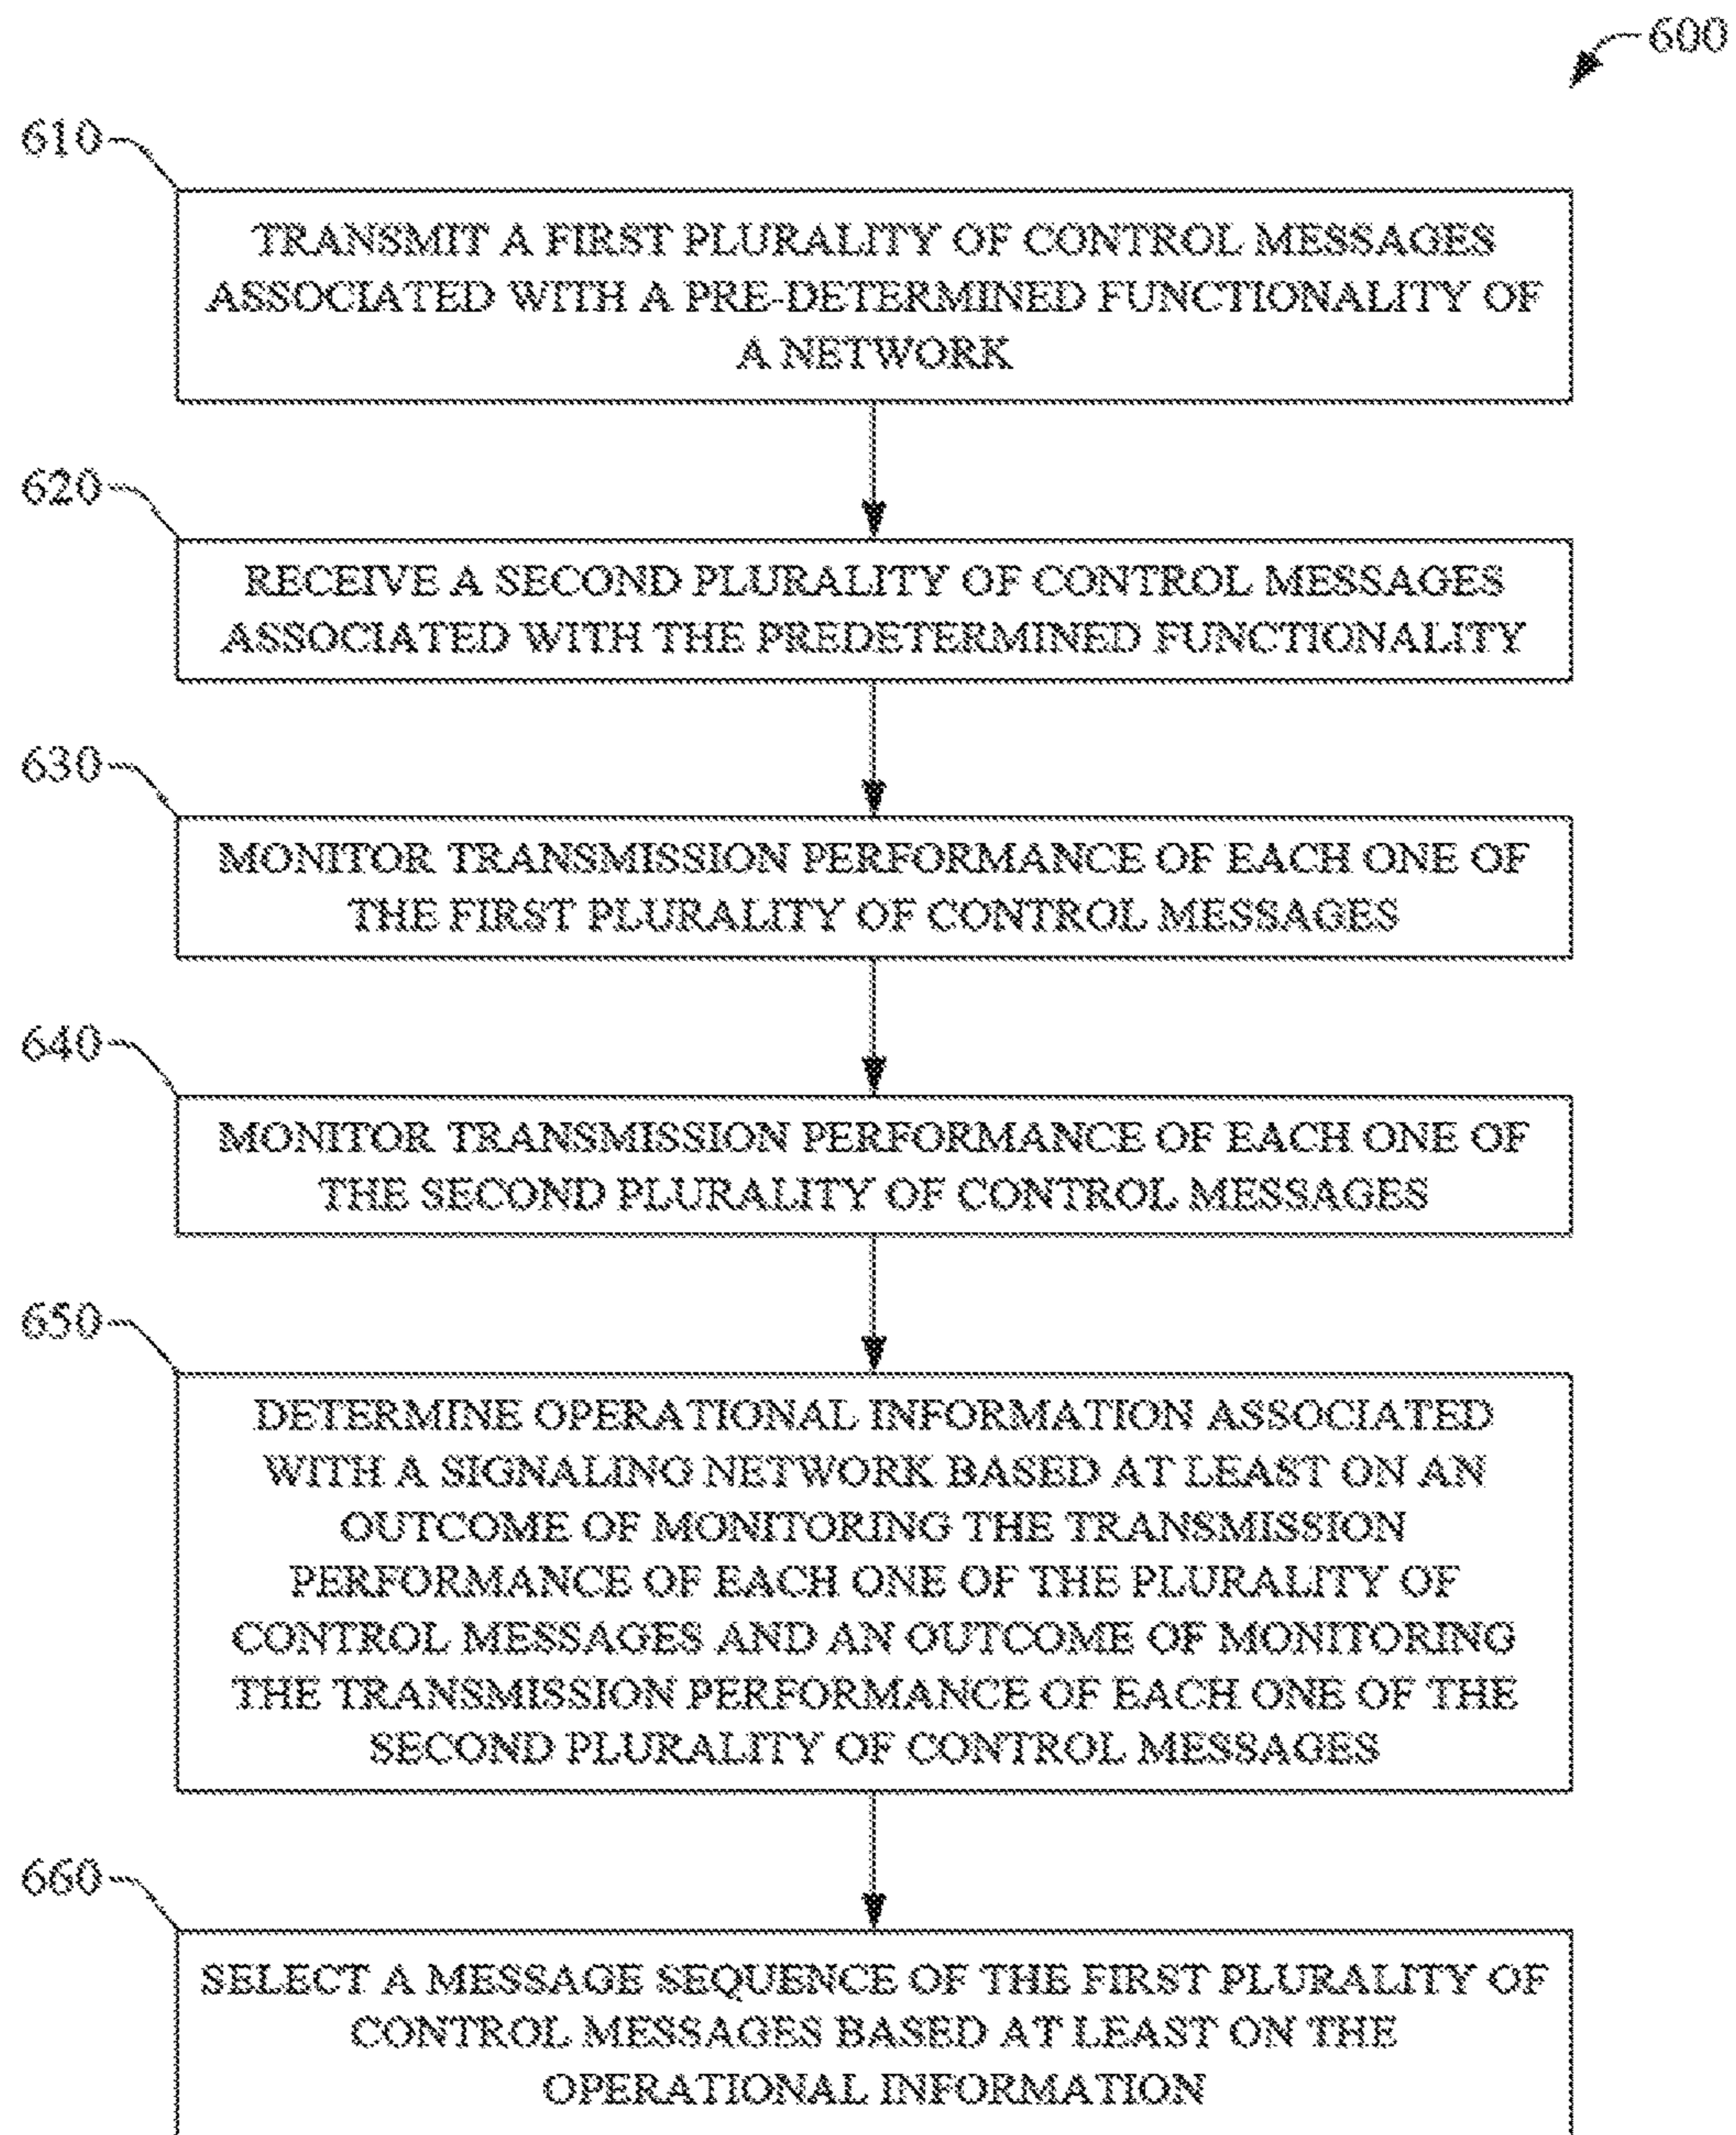 600
610
TRANSMIT A FIRST PLURALITY OF CONTROL MESSAGES
ASSOCIATED WITH A PRE-DETERMINED FUNCTIONALITY OF
A NETWORK
620
RECEIVE A SECOND PLURALITY OF CONTROL MESSAGES
ASSOCIATED WITH THE PREDETERMINED FUNCTIONALITY
630
MONITOR TRANSMISSION PERFORMANCE OF EACH ONE OF
THE FIRST PLURALITY OF CONTROL MESSAGES
640
MONITOR TRANSMISSION PERFORMANCE OF EACH ONE OF
THE SECOND PLURALITY OF CONTROL MESSAGES
650
DETERMINE OPERATIONAL INFORMATION ASSOCIATED
WITH A SIGNALING NETWORK BASED AT LEAST ON AN
OUTCOME OF MONITORING THE TRANSMISSION
PERFORMANCE OF EACH ONE OF THE PLURALITY OF
CONTROL MESSAGES AND AN OUTCOME OF MONITORING
THE TRANSMISSION PERFORMANCE OF EACH ONE OF THE
SECOND PLURALITY OF CONTROL MESSAGES
660
SELECT A MESSAGE SEQUENCE OF THE FIRST PLURALITY OF
CONTROL MESSAGES BASED AT LEAST ON THE
OPERATIONAL INFORMATION